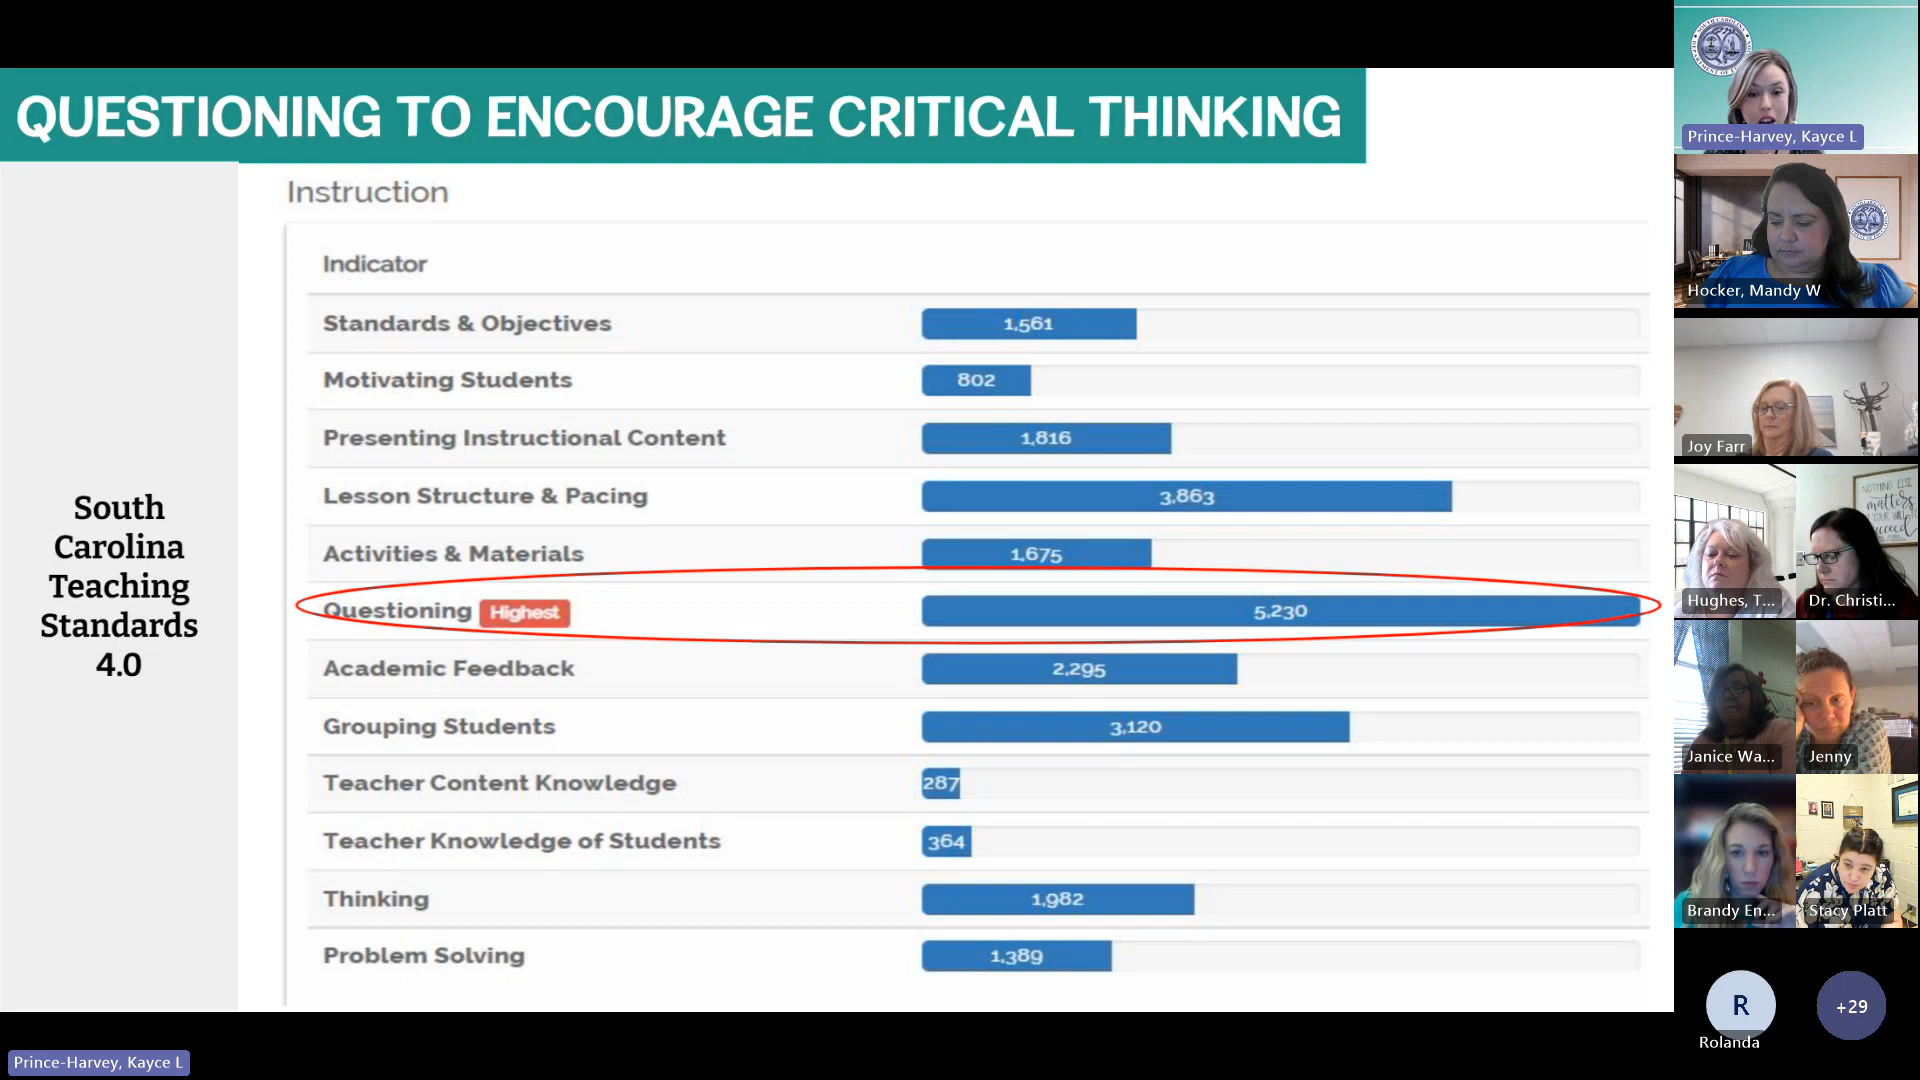 QUESTIONING TO ENCOURAGE CRITICAL THINKING
South
Carolina
Teaching
Standards
4.0
Instruction
Indicator
Standards & Objectives 1,561
Motivating Students 802
Presenting Instructional Content 1,816
Lesson Structure & Pacing 3,863
Activities & Materials 1,675
Questioning Highest 5,230
Academic Feedback 2,295
Grouping Students 3,120
Teacher Content Knowledge 287
Teacher Knowledge of Students 364
Thinking 1,982
Problem Solving 1,389
Prince-Harvey, Kayce L
Prince-Harvey, Kayce L
Hocker, Mandy W
Joy Farr
NOTHING ELSE
matters
Hughes, T...
Dr. Christi...
Janice Wa...
Jenny
Brandy En...
Stacy Platt
R
Rolanda
+29